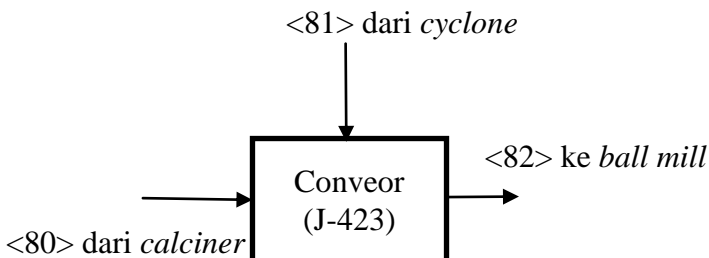 <81> dari cyclone
<82> ke ball mill
Conveor
(J-423)
<80> dari calciner